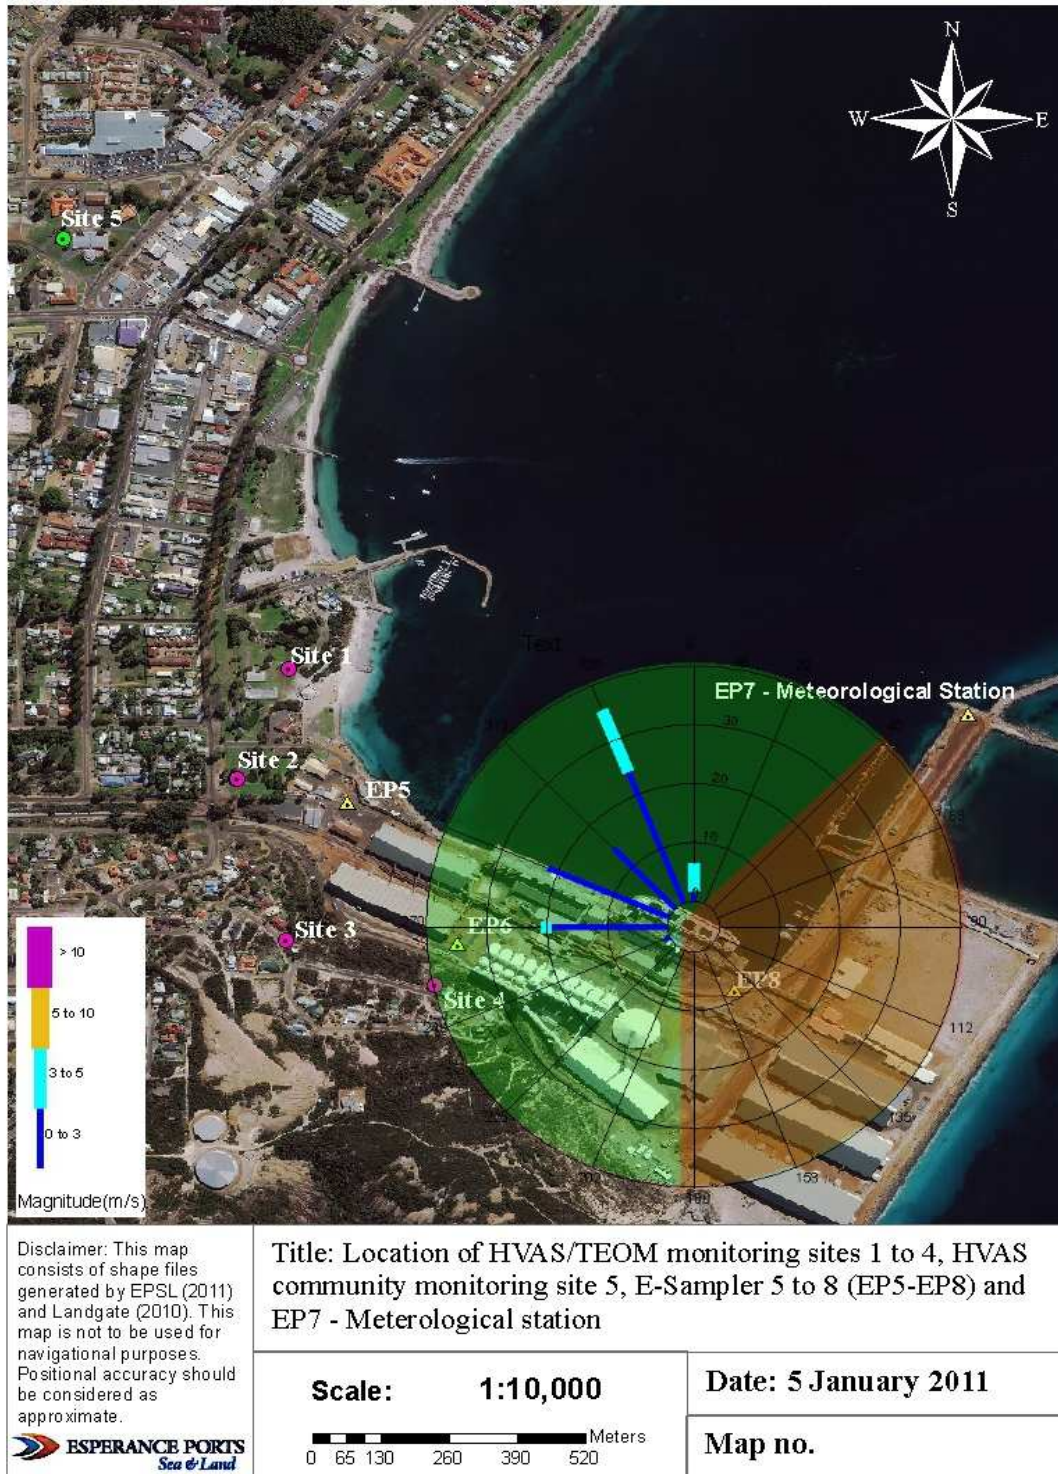 N
W E
S
Site 5
Site 1
Text
0
EP7 - Meteorological Station
30
Site 2
20
EP5
10
Site 3
270
EP6
90
EP8
Site 4
112
135
158
180
> 10
5 to 10
3 to 5
0 to 3
Magnitude(m/s)
Disclaimer: This map
consists of shape files
generated by EPSL (2011)
and Landgate (2010). This
map is not to be used for
navigational purposes.
Positional accuracy should
be considered as
approximate.
ESPERANCE PORTS
Sea & Land
Title: Location of HVAS/TEOM monitoring sites 1 to 4, HVAS
community monitoring site 5, E-Sampler 5 to 8 (EP5-EP8) and
EP7 - Meterological station
Scale: 1:10,000
Meters
0 65 130 260 390 520
Date: 5 January 2011
Map no.